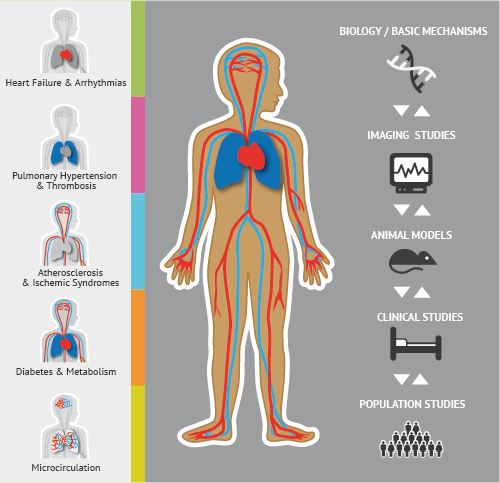 Heart Failure & Arrhythmias
Pulmonary Hypertension
& Thrombosis
Atherosclerosis
& Ischemic Syndromes
Diabetes & Metabolism
Microcirculation
BIOLOGY / BASIC MECHANISMS
IMAGING STUDIES
ANIMAL MODELS
CLINICAL STUDIES
POPULATION STUDIES